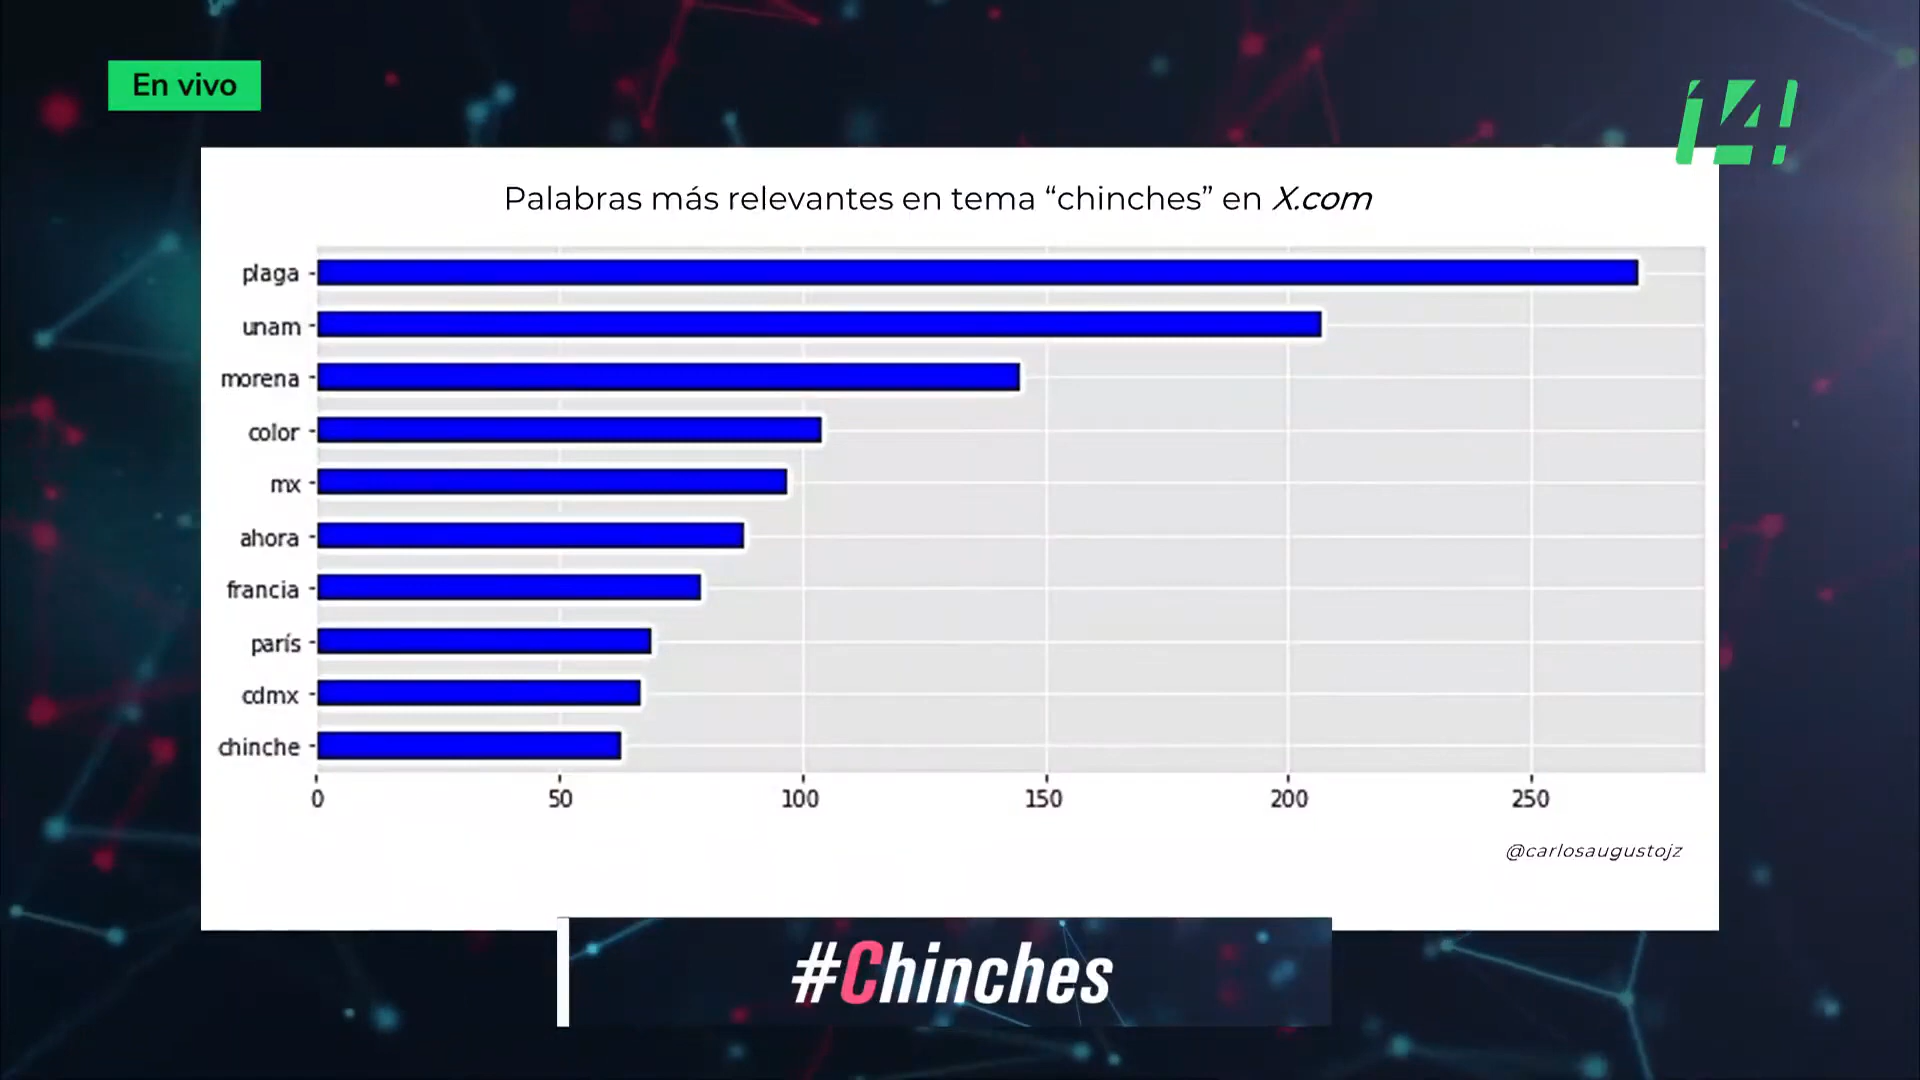 En vivo
14!
Palabras más relevantes en tema “chinches” en X.com
plaga
unam
morena
color
mx
ahora
francia
parís
cdmx
chinche
0 50 100 150 200 250
@carlosaugustojz
#Chinches